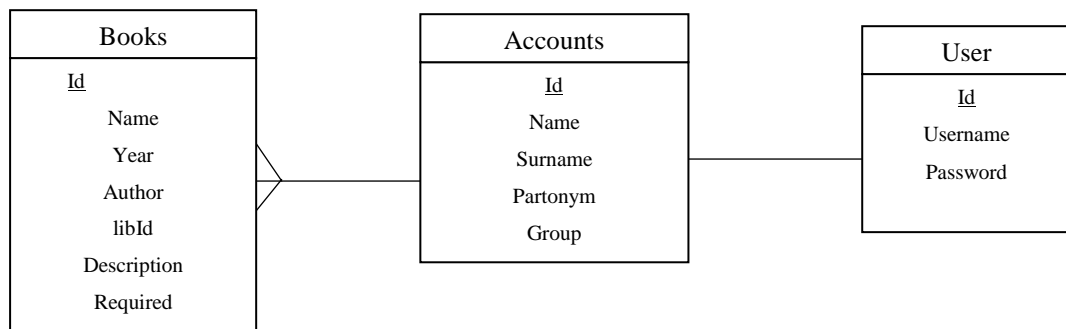 Books
Id
Name
Year
Author
libId
Description
Required
Accounts
Id
Name
Surname
Partonym
Group
User
Id
Username
Password